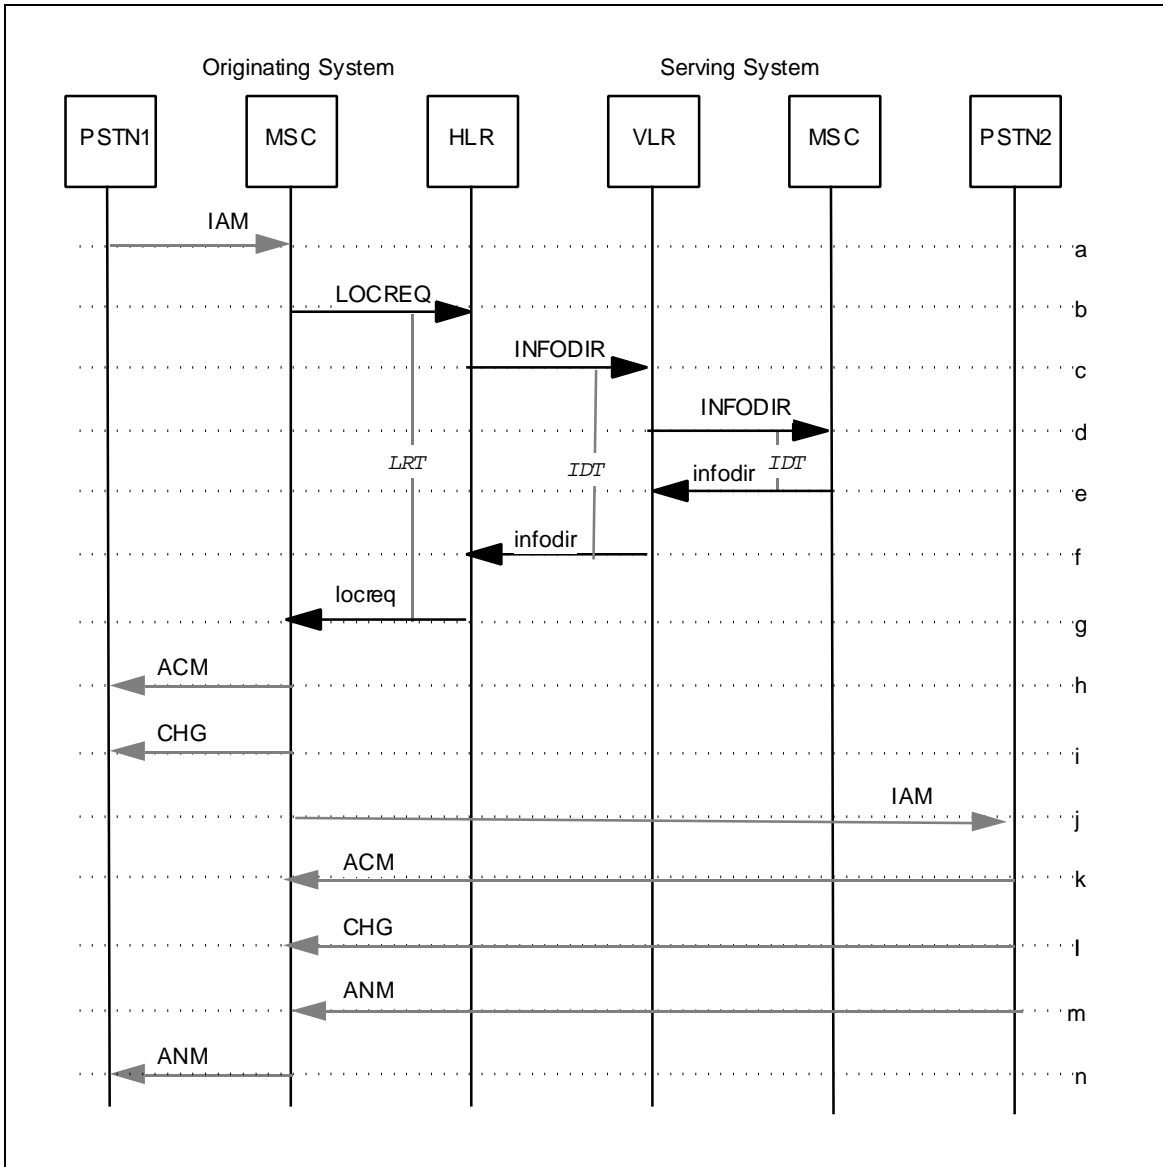 Originating System
Serving System
PSTN1
MSC
HLR
VLR
MSC
PSTN2
IAM
a
LOCREQ
b
INFODIR
c
INFODIR
d
LRT
IDT
IDT
infodir
e
infodir
f
locreq
g
ACM
h
CHG
i
IAM
j
ACM
k
CHG
l
ANM
m
ANM
n